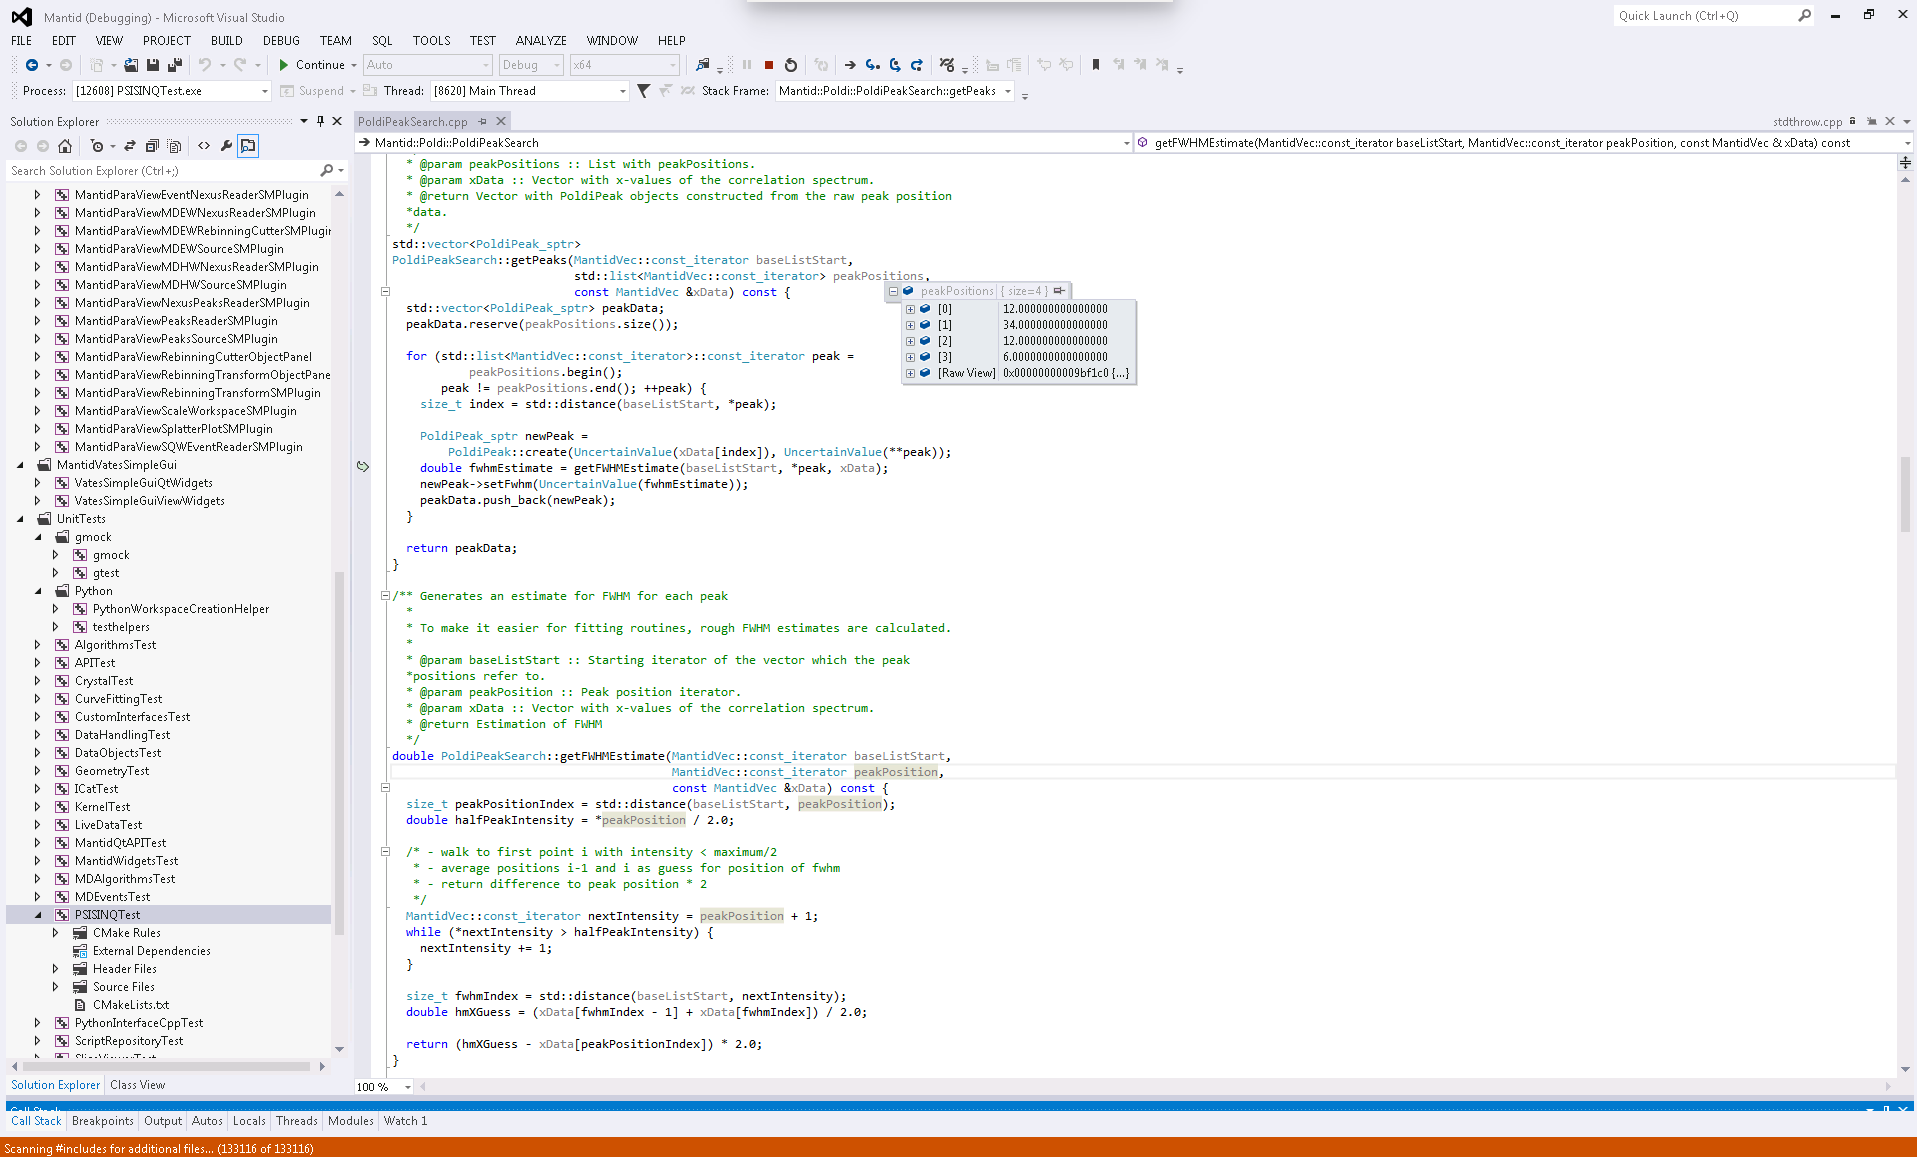 Mantid (Debugging) - Microsoft Visual Studio
Quick Launch (Ctrl+Q)
FILE EDIT VIEW PROJECT BUILD DEBUG TEAM SQL TOOLS TEST ANALYZE WINDOW HELP
Continue Auto Debug x64
Process: [12608] PSISINQTest.exe Suspend Thread: [8620] Main Thread Stack Frame: Mantid::Poldi::PoldiPeakSearch::getPeaks
Solution Explorer
Search Solution Explorer (Ctrl+;)
MantidParaViewEventNexusReaderSMPlugin
MantidParaViewMDEWNexusReaderSMPlugin
MantidParaViewMDEWRebinningCutterSMPlugin
MantidParaViewMDEWSourceSMPlugin
MantidParaViewMDHWNexusReaderSMPlugin
MantidParaViewMDHWSourceSMPlugin
MantidParaViewNexusPeaksReaderSMPlugin
MantidParaViewPeaksReaderSMPlugin
MantidParaViewPeaksSourceSMPlugin
MantidParaViewRebinningCutterObjectPanel
MantidParaViewRebinningTransformObjectPane
MantidParaViewRebinningTransformSMPlugin
MantidParaViewScaleWorkspaceSMPlugin
MantidParaViewSplatterPlotSMPlugin
MantidParaViewSQWEventReaderSMPlugin
MantidVatesSimpleGui
VatesSimpleGuiQtWidgets
VatesSimpleGuiViewWidgets
UnitTests
gmock
gmock
gtest
Python
PythonWorkspaceCreationHelper
testhelpers
AlgorithmsTest
APITest
CrystalTest
CurveFittingTest
CustomInterfacesTest
DataHandlingTest
DataObjectsTest
GeometryTest
ICatTest
KernelTest
LiveDataTest
MantidQtAPITest
MantidWidgetsTest
MDAlgorithmsTest
MDEventsTest
PSISINQTest
CMake Rules
External Dependencies
Header Files
Source Files
CMakeLists.txt
PythonInterfaceCppTest
ScriptRepositoryTest
SliceViewerTest
Solution Explorer Class View
PoldiPeakSearch.cpp
stdthrow.cpp
Mantid::Poldi::PoldiPeakSearch
getFWHMEstimate(MantidVec::const_iterator baseListStart, MantidVec::const_iterator peakPosition, const MantidVec & xData) const
* @param peakPositions :: List with peakPositions.
* @param xData :: Vector with x-values of the correlation spectrum.
* @return Vector with PoldiPeak objects constructed from the raw peak position
*data.
*/
std::vector<PoldiPeak_sptr>
PoldiPeakSearch::getPeaks(MantidVec::const_iterator baseListStart,
std::list<MantidVec::const_iterator> peakPositions,
const MantidVec &xData) const {
std::vector<PoldiPeak_sptr> peakData;
peakData.reserve(peakPositions.size());
for (std::list<MantidVec::const_iterator>::const_iterator peak =
peakPositions.begin();
peak != peakPositions.end(); ++peak) {
size_t index = std::distance(baseListStart, *peak);
PoldiPeak_sptr newPeak =
PoldiPeak::create(UncertainValue(xData[index]), UncertainValue(**peak));
double fwhmEstimate = getFWHMEstimate(baseListStart, *peak, xData);
newPeak->setFwhm(UncertainValue(fwhmEstimate));
peakData.push_back(newPeak);
}
return peakData;
}
/** Generates an estimate for FWHM for each peak
*
* To make it easier for fitting routines, rough FWHM estimates are calculated.
*
* @param baseListStart :: Starting iterator of the vector which the peak
*positions refer to.
* @param peakPosition :: Peak position iterator.
* @param xData :: Vector with x-values of the correlation spectrum.
* @return Estimation of FWHM
*/
double PoldiPeakSearch::getFWHMEstimate(MantidVec::const_iterator baseListStart,
MantidVec::const_iterator peakPosition,
const MantidVec &xData) const {
size_t peakPositionIndex = std::distance(baseListStart, peakPosition);
double halfPeakIntensity = *peakPosition / 2.0;
/* - walk to first point i with intensity < maximum/2
* - average positions i-1 and i as guess for position of fwhm
* - return difference to peak position * 2
*/
MantidVec::const_iterator nextIntensity = peakPosition + 1;
while (*nextIntensity > halfPeakIntensity) {
nextIntensity += 1;
}
size_t fwhmIndex = std::distance(baseListStart, nextIntensity);
double hmXGuess = (xData[fwhmIndex - 1] + xData[fwhmIndex]) / 2.0;
return (hmXGuess - xData[peakPositionIndex]) * 2.0;
}
peakPositions { size=4 }
[0] 12.000000000000000
[1] 34.000000000000000
[2] 12.000000000000000
[3] 6.0000000000000000
[Raw View] 0x00000000009bf1c0 {...}
100 %
Call Stack
Call Stack Breakpoints Output Autos Locals Threads Modules Watch 1
Scanning #includes for additional files... (133116 of 133116)